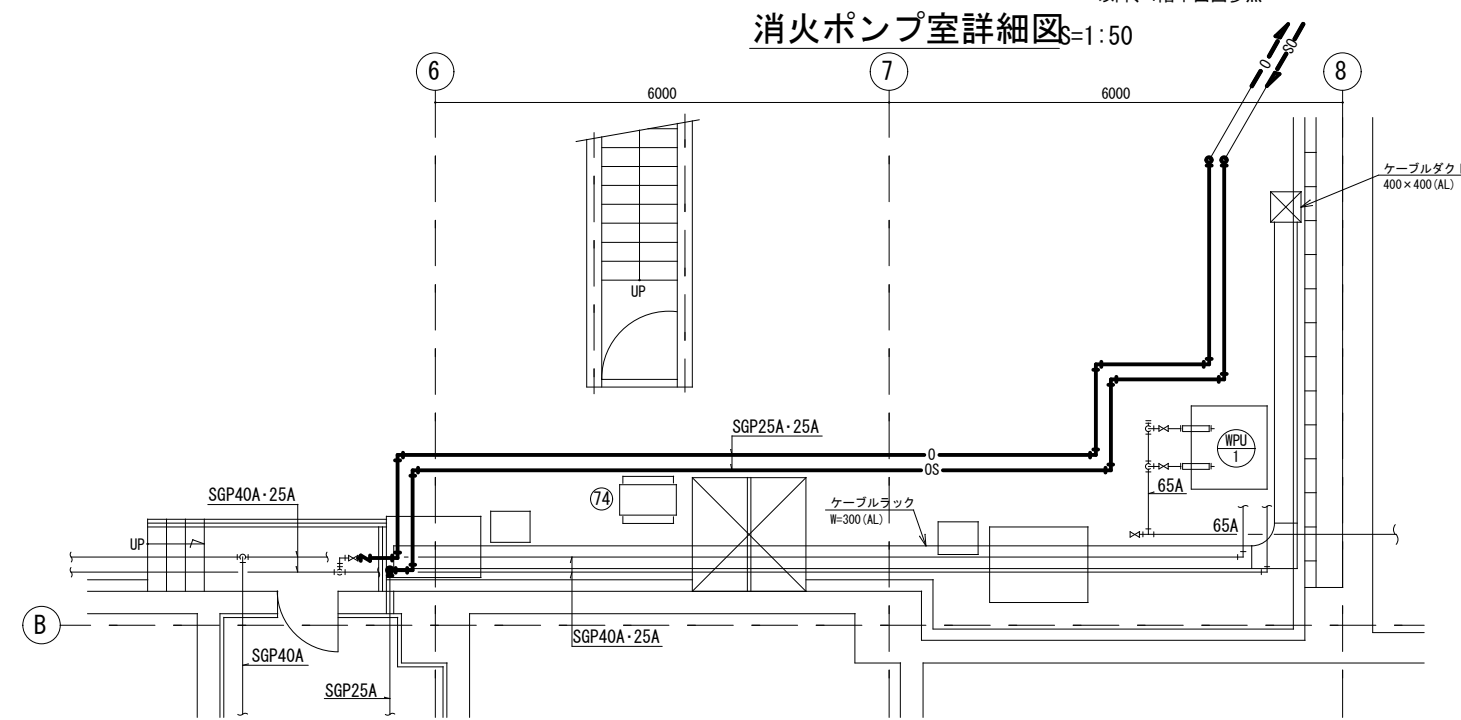 消火ポンプ室詳細図 S=1:50
6
7
8
6000
6000
O
OS
ケーブルダクト
400×400(AL)
UP
SGP25A·25A
O
OS
WPU
1
65A
65A
74
ケーブルラック
W=300(AL)
SGP40A·25A
UP
B
SGP40A·25A
SGP40A
SGP25A